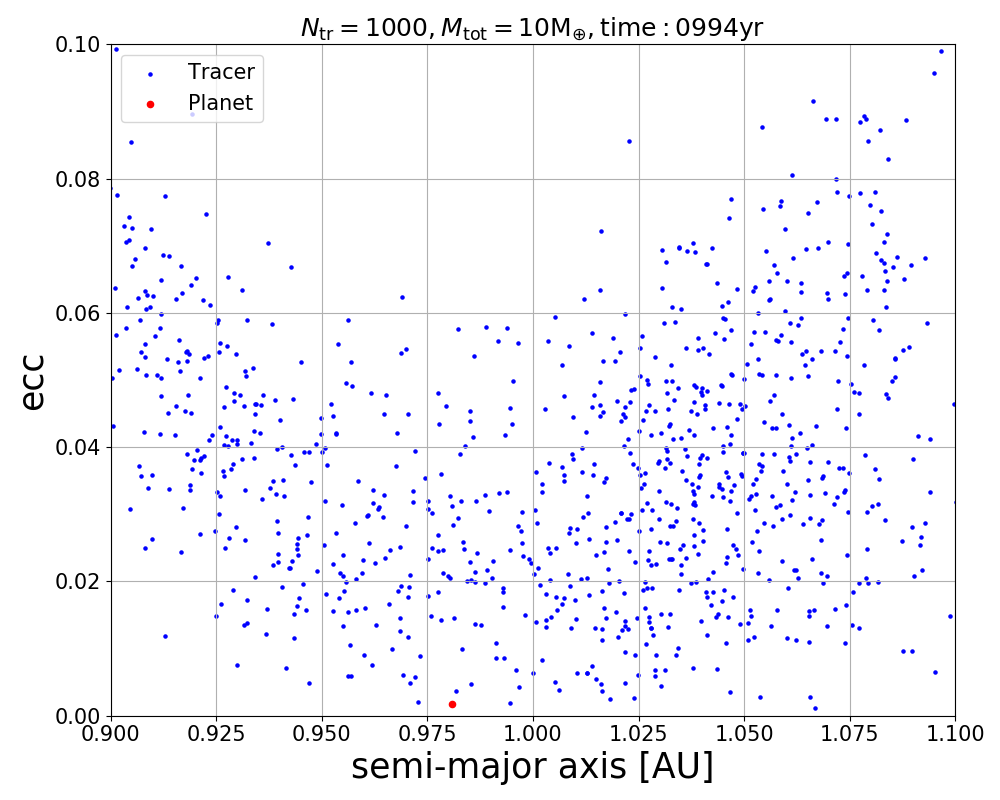 N_tr = 1000, M_tot = 10M_⊕, time : 0994yr
0.10
Tracer
Planet
0.08
0.06
ecc
0.04
0.02
0.00
0.900 0.925 0.950 0.975 1.000 1.025 1.050 1.075 1.100
semi-major axis [AU]